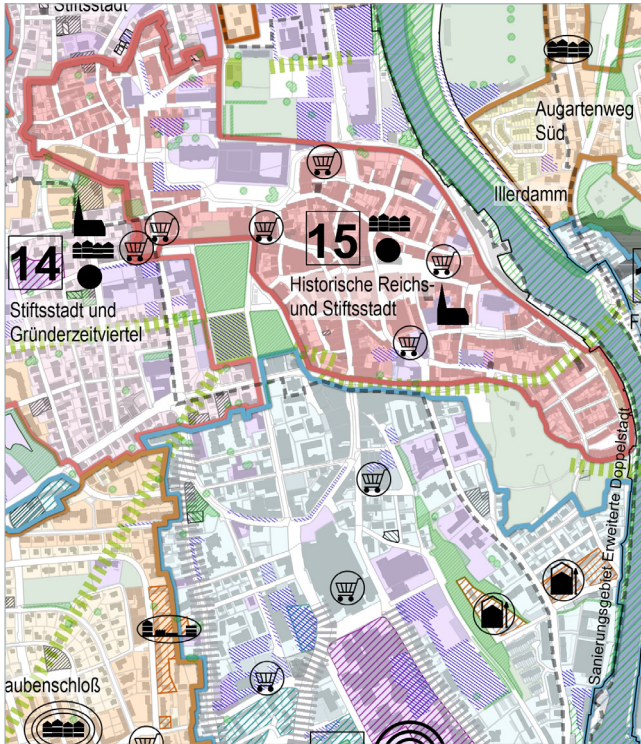 Stiftsstadt
Augartenweg
Süd
Illerdamm
15
14
Historische Reichs-
und Stiftsstadt
Stiftsstadt und
Gründerzeitviertel
Sanierungsgebiet Erweiterte Doppelstadt
aubenschloß